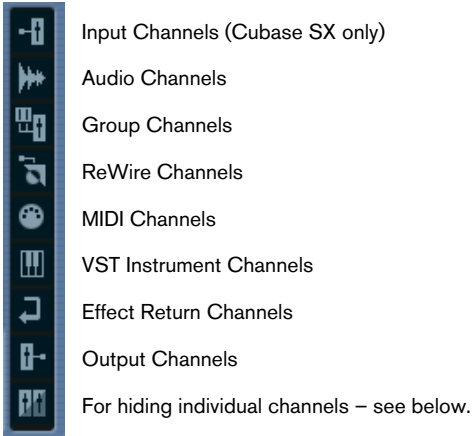 Input Channels (Cubase SX only)
Audio Channels
Group Channels
ReWire Channels
MIDI Channels
VST Instrument Channels
Effect Return Channels
Output Channels
For hiding individual channels – see below.